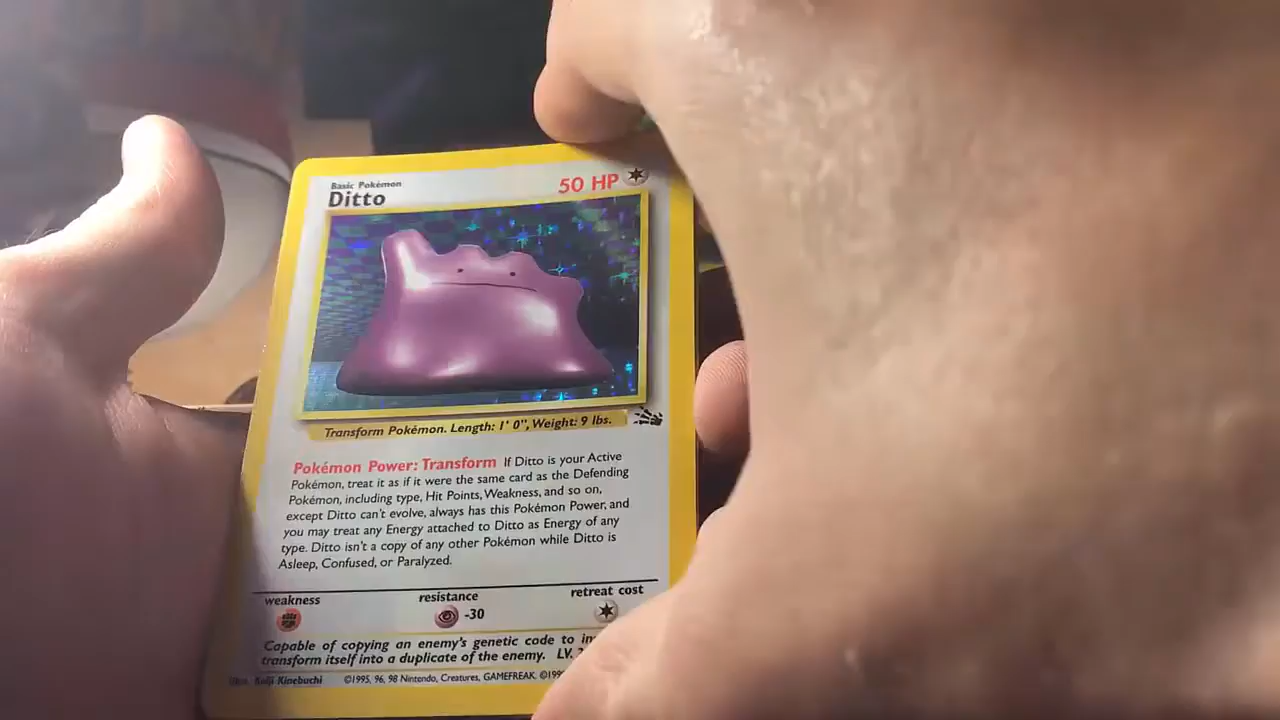 Basic Pokémon
Ditto
50 HP
Transform Pokémon. Length: 1' 0", Weight: 9 lbs.
Pokémon Power: Transform If Ditto is your Active
Pokémon, treat it as if it were the same card as the Defending
Pokémon, including type, Hit Points, Weakness, and so on,
except Ditto can't evolve, always has this Pokémon Power, and
you may treat any Energy attached to Ditto as Energy of any
type. Ditto isn't a copy of any other Pokémon while Ditto is
Asleep, Confused, or Paralyzed.
weakness
resistance
retreat cost
-30
Capable of copying an enemy's genetic code to
transform itself into a duplicate of the enemy. LV.
Illus. Keiji Kinebuchi
©1995, 96, 98 Nintendo, Creatures, GAMEFREAK.